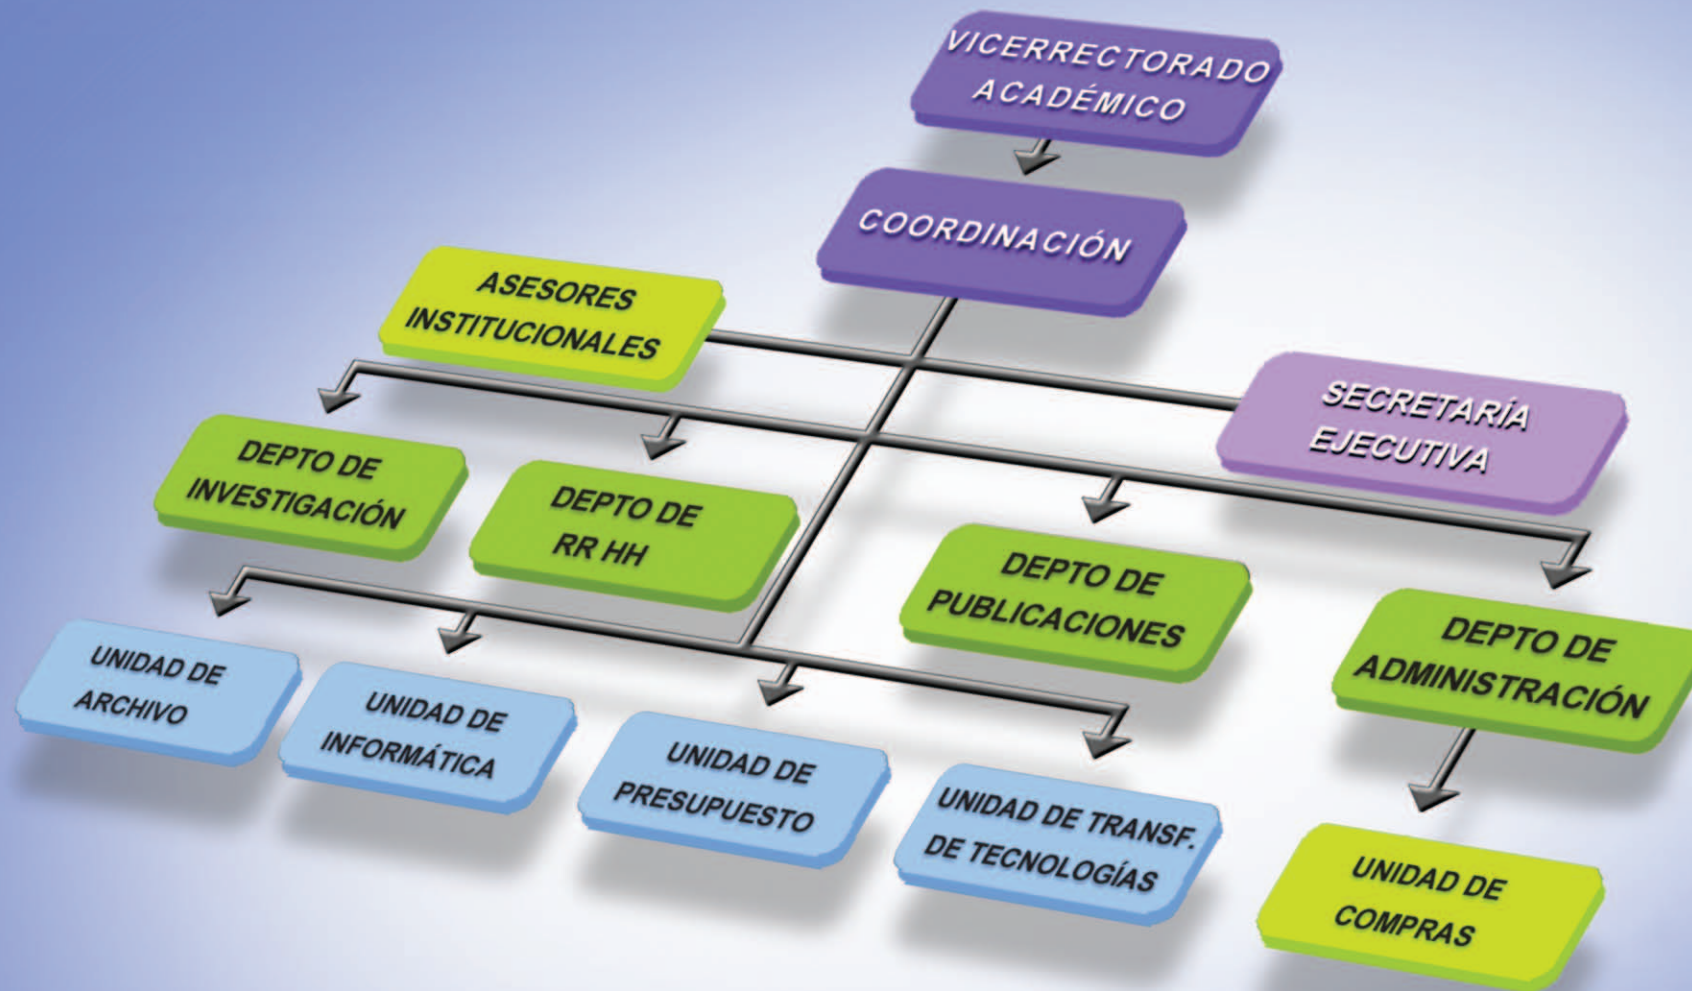 VICERRECTORADO
ACADÉMICO
COORDINACIÓN
ASESORES
INSTITUCIONALES
SECRETARÍA
EJECUTIVA
DEPTO DE
INVESTIGACIÓN
DEPTO DE
RR HH
DEPTO DE
PUBLICACIONES
DEPTO DE
ADMINISTRACIÓN
UNIDAD DE
ARCHIVO
UNIDAD DE
INFORMÁTICA
UNIDAD DE
PRESUPUESTO
UNIDAD DE TRANSF.
DE TECNOLOGÍAS
UNIDAD DE
COMPRAS